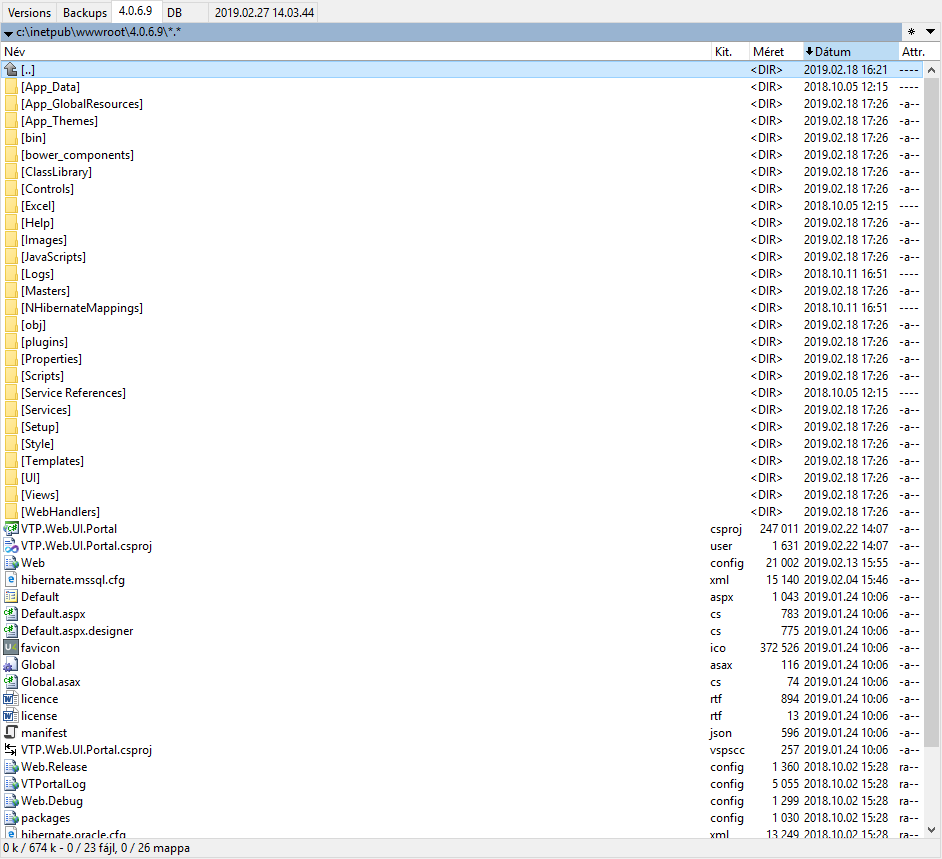 Versions Backups 4.0.6.9 DB 2019.02.27 14.03.44
c:\inetpub\wwwroot\4.0.6.9\*.* *
Név Kit. Méret Dátum Attr.
[..] <DIR> 2019.02.18 16:21 ----
[App_Data] <DIR> 2018.10.05 12:15 ----
[App_GlobalResources] <DIR> 2019.02.18 17:26 -a--
[App_Themes] <DIR> 2019.02.18 17:26 -a--
[bin] <DIR> 2019.02.18 17:26 -a--
[bower_components] <DIR> 2019.02.18 17:26 -a--
[ClassLibrary] <DIR> 2019.02.18 17:26 -a--
[Controls] <DIR> 2019.02.18 17:26 -a--
[Excel] <DIR> 2018.10.05 12:15 ----
[Help] <DIR> 2019.02.18 17:26 -a--
[Images] <DIR> 2019.02.18 17:26 -a--
[JavaScripts] <DIR> 2019.02.18 17:26 -a--
[Logs] <DIR> 2018.10.11 16:51 ----
[Masters] <DIR> 2019.02.18 17:26 -a--
[NHibernateMappings] <DIR> 2018.10.11 16:51 ----
[obj] <DIR> 2019.02.18 17:26 -a--
[plugins] <DIR> 2019.02.18 17:26 -a--
[Properties] <DIR> 2019.02.18 17:26 -a--
[Scripts] <DIR> 2019.02.18 17:26 -a--
[Service References] <DIR> 2018.10.05 12:15 ----
[Services] <DIR> 2019.02.18 17:26 -a--
[Setup] <DIR> 2019.02.18 17:26 -a--
[Style] <DIR> 2019.02.18 17:26 -a--
[Templates] <DIR> 2019.02.18 17:26 -a--
[UI] <DIR> 2019.02.18 17:26 -a--
[Views] <DIR> 2019.02.18 17:26 -a--
[WebHandlers] <DIR> 2019.02.18 17:26 -a--
VTP.Web.UI.Portal csproj 247 011 2019.02.22 14:07 -a--
VTP.Web.UI.Portal.csproj user 1 631 2019.02.22 14:07 -a--
Web config 21 002 2019.02.13 15:55 -a--
hibernate.mssql.cfg xml 15 140 2019.02.04 15:46 -a--
Default aspx 1 043 2019.01.24 10:06 -a--
Default.aspx cs 783 2019.01.24 10:06 -a--
Default.aspx.designer cs 775 2019.01.24 10:06 -a--
favicon ico 372 526 2019.01.24 10:06 -a--
Global asax 116 2019.01.24 10:06 -a--
Global.asax cs 74 2019.01.24 10:06 -a--
licence rtf 894 2019.01.24 10:06 -a--
license rtf 13 2019.01.24 10:06 -a--
manifest json 596 2019.01.24 10:06 -a--
VTP.Web.UI.Portal.csproj vspscc 257 2019.01.24 10:06 -a--
Web.Release config 1 360 2018.10.02 15:28 ra--
VTPortalLog config 5 055 2018.10.02 15:28 ra--
Web.Debug config 1 299 2018.10.02 15:28 ra--
packages config 1 030 2018.10.02 15:28 ra--
hibernate.oracle.cfg xml 13 249 2018.10.02 15:28 ra--
0 k / 674 k - 0 / 23 fájl, 0 / 26 mappa